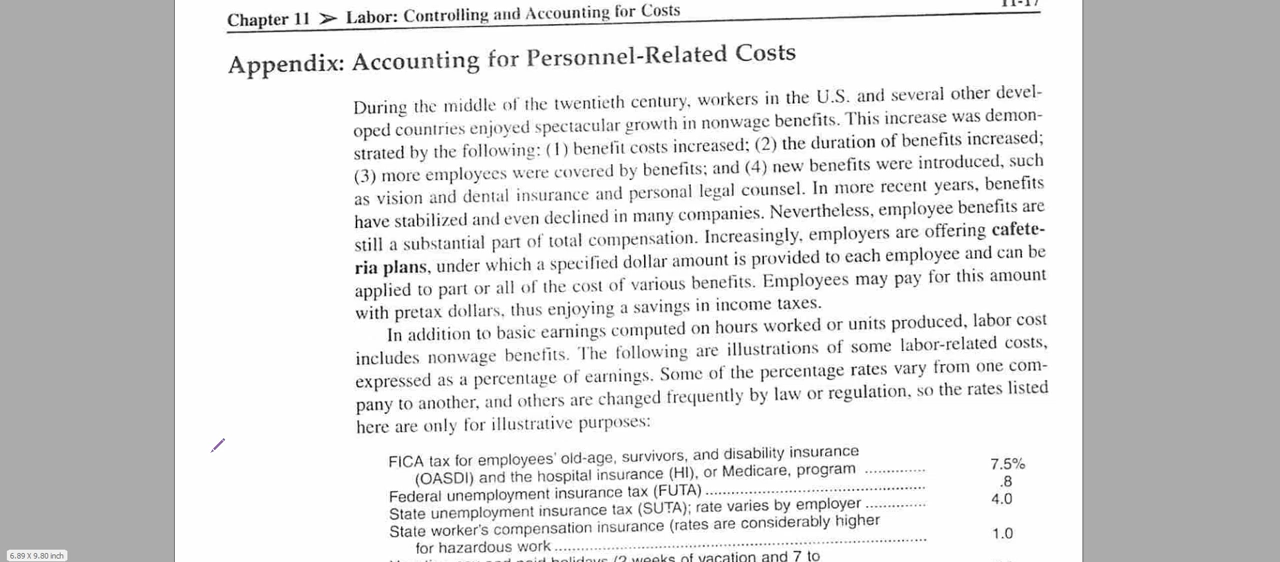 11-17
Chapter 11 ➤ Labor: Controlling and Accounting for Costs
Appendix: Accounting for Personnel-Related Costs
During the middle of the twentieth century, workers in the U.S. and several other devel-
oped countries enjoyed spectacular growth in nonwage benefits. This increase was demon-
strated by the following: (1) benefit costs increased; (2) the duration of benefits increased;
(3) more employees were covered by benefits; and (4) new benefits were introduced, such
as vision and dental insurance and personal legal counsel. In more recent years, benefits
have stabilized and even declined in many companies. Nevertheless, employee benefits are
still a substantial part of total compensation. Increasingly, employers are offering cafete-
ria plans, under which a specified dollar amount is provided to each employee and can be
applied to part or all of the cost of various benefits. Employees may pay for this amount
with pretax dollars, thus enjoying a savings in income taxes.
In addition to basic earnings computed on hours worked or units produced, labor cost
includes nonwage benefits. The following are illustrations of some labor-related costs,
expressed as a percentage of earnings. Some of the percentage rates vary from one com-
pany to another, and others are changed frequently by law or regulation, so the rates listed
here are only for illustrative purposes:
FICA tax for employees' old-age, survivors, and disability insurance
(OASDI) and the hospital insurance (HI), or Medicare, program ............. 7.5%
Federal unemployment insurance tax (FUTA) ................................................ .8
State unemployment insurance tax (SUTA); rate varies by employer ............. 4.0
State worker's compensation insurance (rates are considerably higher
for hazardous work ................................................................................ 1.0
paid holidays (2 weeks of vacation and 7 to
6.89 x 9.80 inch